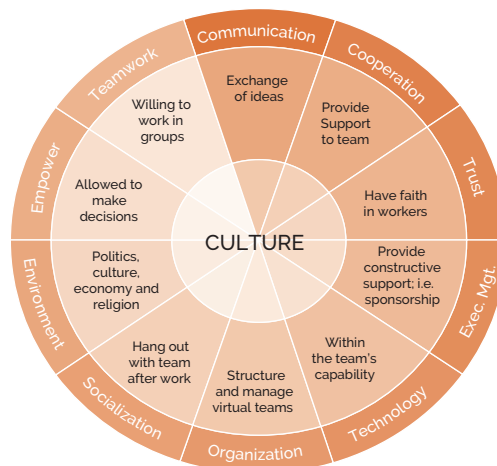 Communication
Exchange
of ideas
Cooperation
Provide
Support
to team
Trust
Have faith
in workers
Exec. Mgt.
Provide
constructive
support; i.e.
sponsorship
Technology
Within
the team's
capability
Organization
Structure
and manage
virtual teams
Socialization
Hang out
with team
after work
Environment
Politics,
culture,
economy and
religion
Empower
Allowed to
make
decisions
Teamwork
Willing to
work in
groups
CULTURE